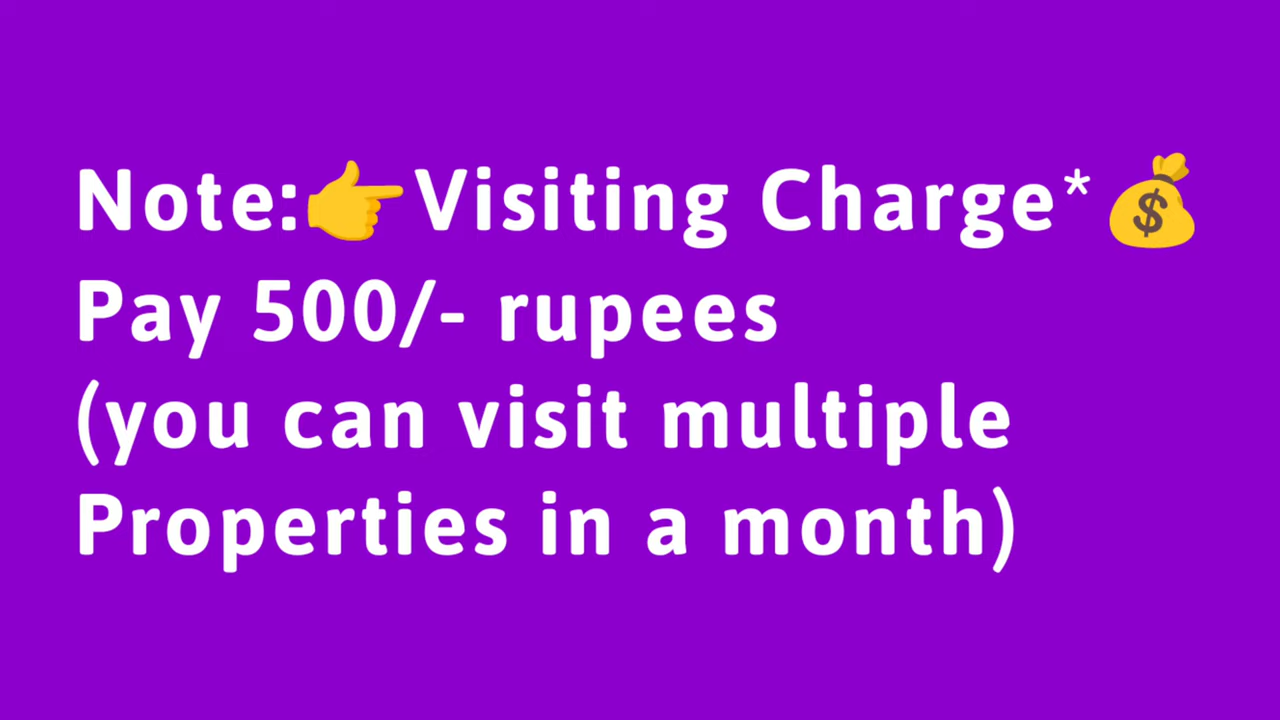 Note:👉Visiting Charge*💰
Pay 500/- rupees
(you can visit multiple
Properties in a month)